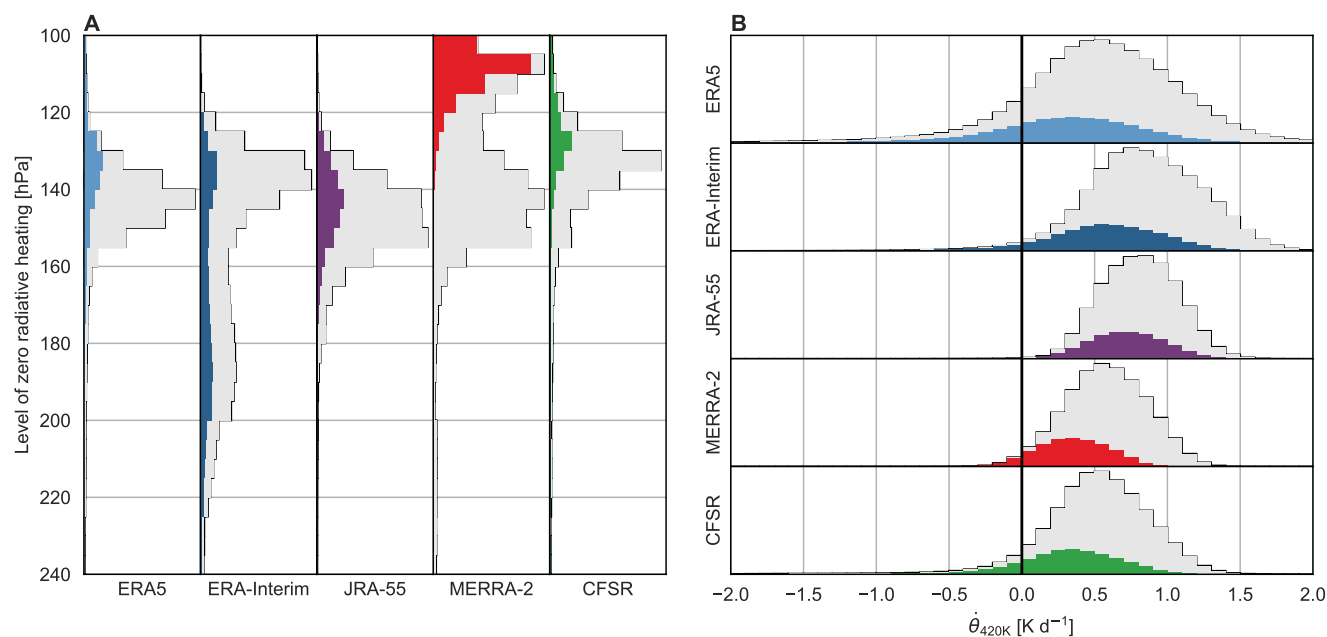 A
100
120
140
160
180
200
220
240
Level of zero radiative heating [hPa]
ERA5 ERA-Interim JRA-55 MERRA-2 CFSR
B
ERA5
ERA-Interim
JRA-55
MERRA-2
CFSR
−2.0 −1.5 −1.0 −0.5 0.0 0.5 1.0 1.5 2.0
θ̇420K [K d−1]